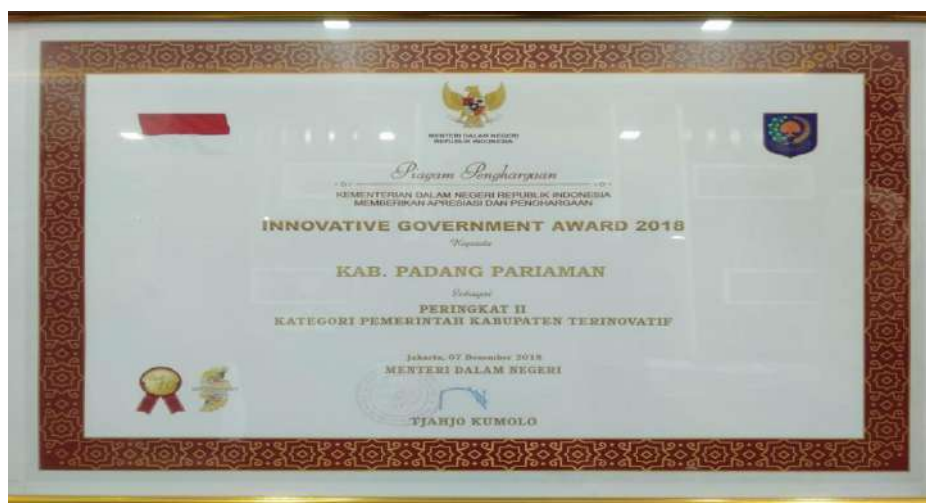 MENTERI DALAM NEGERI
REPUBLIK INDONESIA
Piagam Penghargaan
KEMENTERIAN DALAM NEGERI REPUBLIK INDONESIA
MEMBERIKAN APRESIASI DAN PENGHARGAAN
INNOVATIVE GOVERNMENT AWARD 2018
Kepada
KAB. PADANG PARIAMAN
Sebagai
PERINGKAT II
KATEGORI PEMERINTAH KABUPATEN TERINOVATIF
Jakarta, 07 Desember 2018
MENTERI DALAM NEGERI
TJAHJO KUMOLO